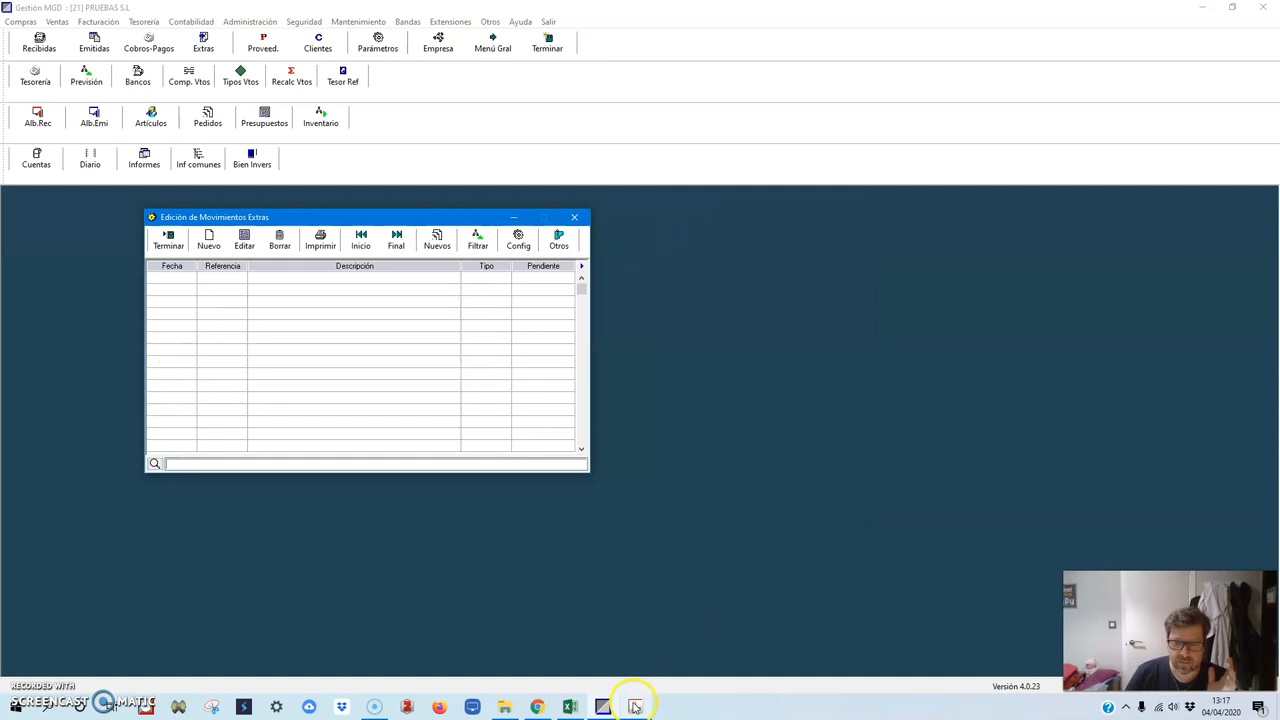 Gestión MGD : [21] PRUEBAS S.L
Compras Ventas Facturación Tesorería Contabilidad Administración Seguridad Mantenimiento Bandas Extensiones Otros Ayuda Salir
Recibidas Emitidas Cobros-Pagos Extras Proveed. Clientes Parámetros Empresa Menú Gral Terminar
Tesorería Previsión Bancos Comp. Vtos Tipos Vtos Recalc Vtos Tesor Ref
Alb.Rec Alb.Emi Artículos Pedidos Presupuestos Inventario
Cuentas Diario Informes Inf comunes Bien Invers
Edición de Movimientos Extras
Terminar Nuevo Editar Borrar Imprimir Inicio Final Nuevos Filtrar Config Otros
Fecha Referencia Descripción Tipo Pendiente
Versión 4.0.23
RECORDED WITH
SCREENCAST MATIC
13:17
04/04/2020